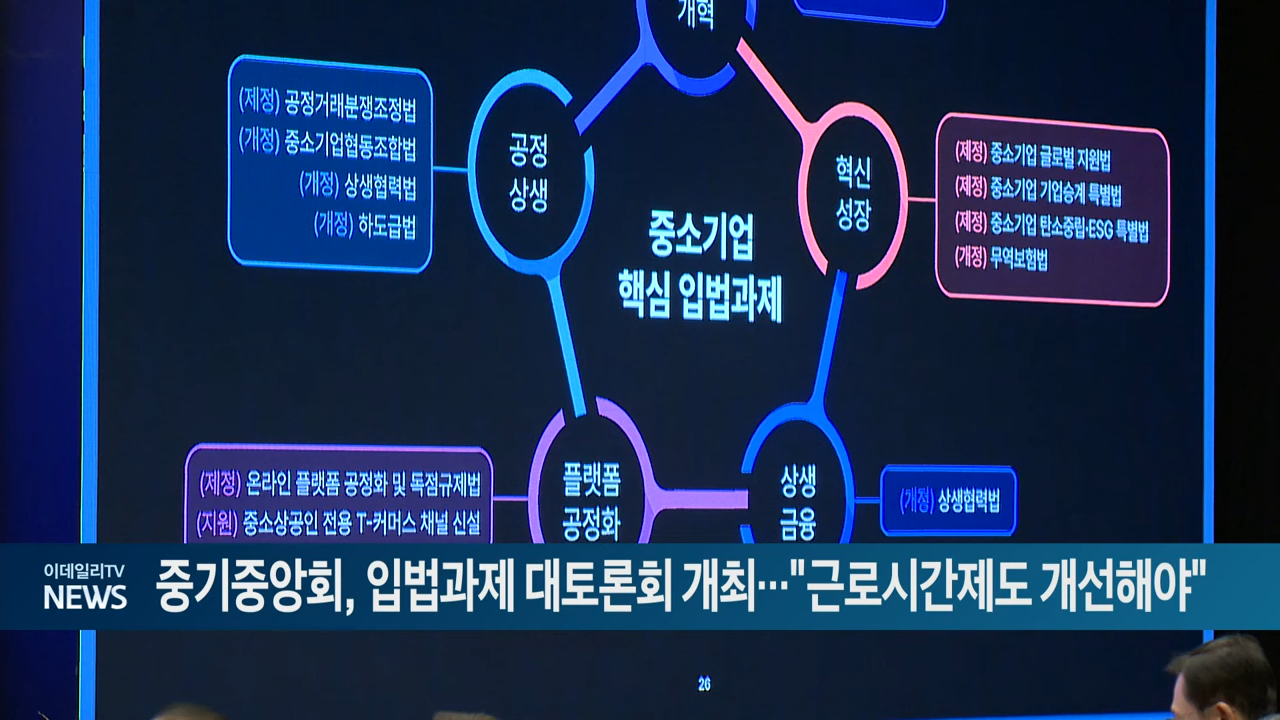 개혁
(제정) 공정거래분쟁조정법
(개정) 중소기업협동조합법
(개정) 상생협력법
(개정) 하도급법
공정
상생
혁신
성장
(제정) 중소기업 글로벌 지원법
(제정) 중소기업 기업승계 특별법
(제정) 중소기업 탄소중립·ESG 특별법
(개정) 무역보험법
중소기업
핵심 입법과제
(제정) 온라인 플랫폼 공정화 및 독점규제법
(지원) 중소상공인 전용 T-커머스 채널 신설
플랫폼
공정화
상생
금융
(개정) 상생협력법
이데일리TV
NEWS
중기중앙회, 입법과제 대토론회 개최…"근로시간제도 개선해야"
26